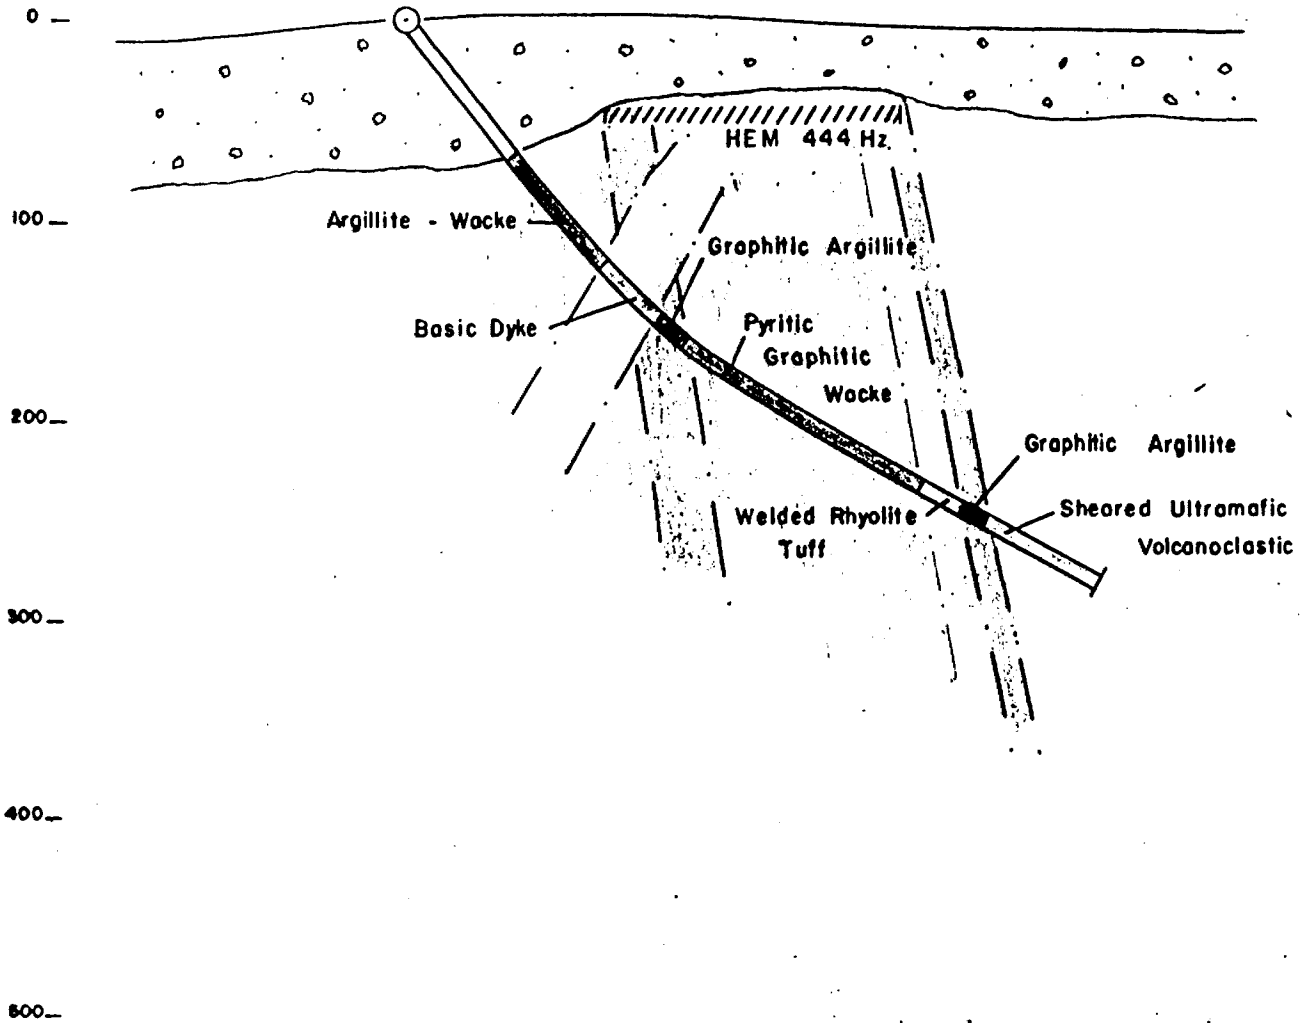 0
HEM 444 Hz.
100
Argillite - Wacke
Graphitic Argillite
Basic Dyke
Pyritic
Graphitic
Wacke
200
Graphitic Argillite
Welded Rhyolite
Tuff
Sheared Ultramafic
Volcanoclastic
300
400
500